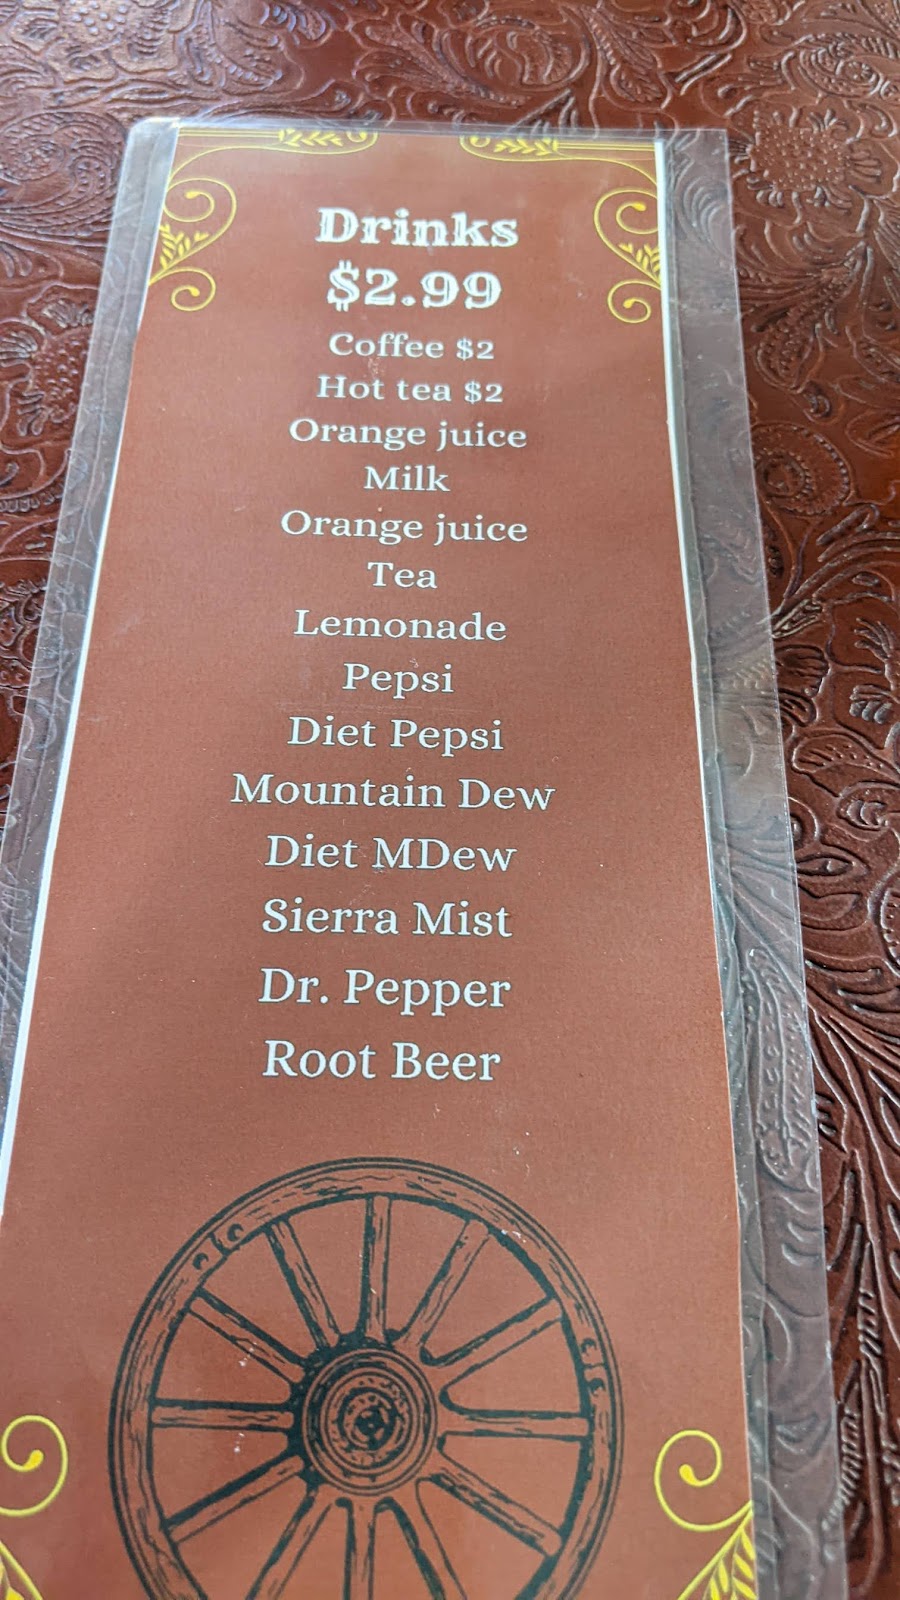 Drinks
$2.99
Coffee $2
Hot tea $2
Orange juice
Milk
Orange juice
Tea
Lemonade
Pepsi
Diet Pepsi
Mountain Dew
Diet MDew
Sierra Mist
Dr. Pepper
Root Beer